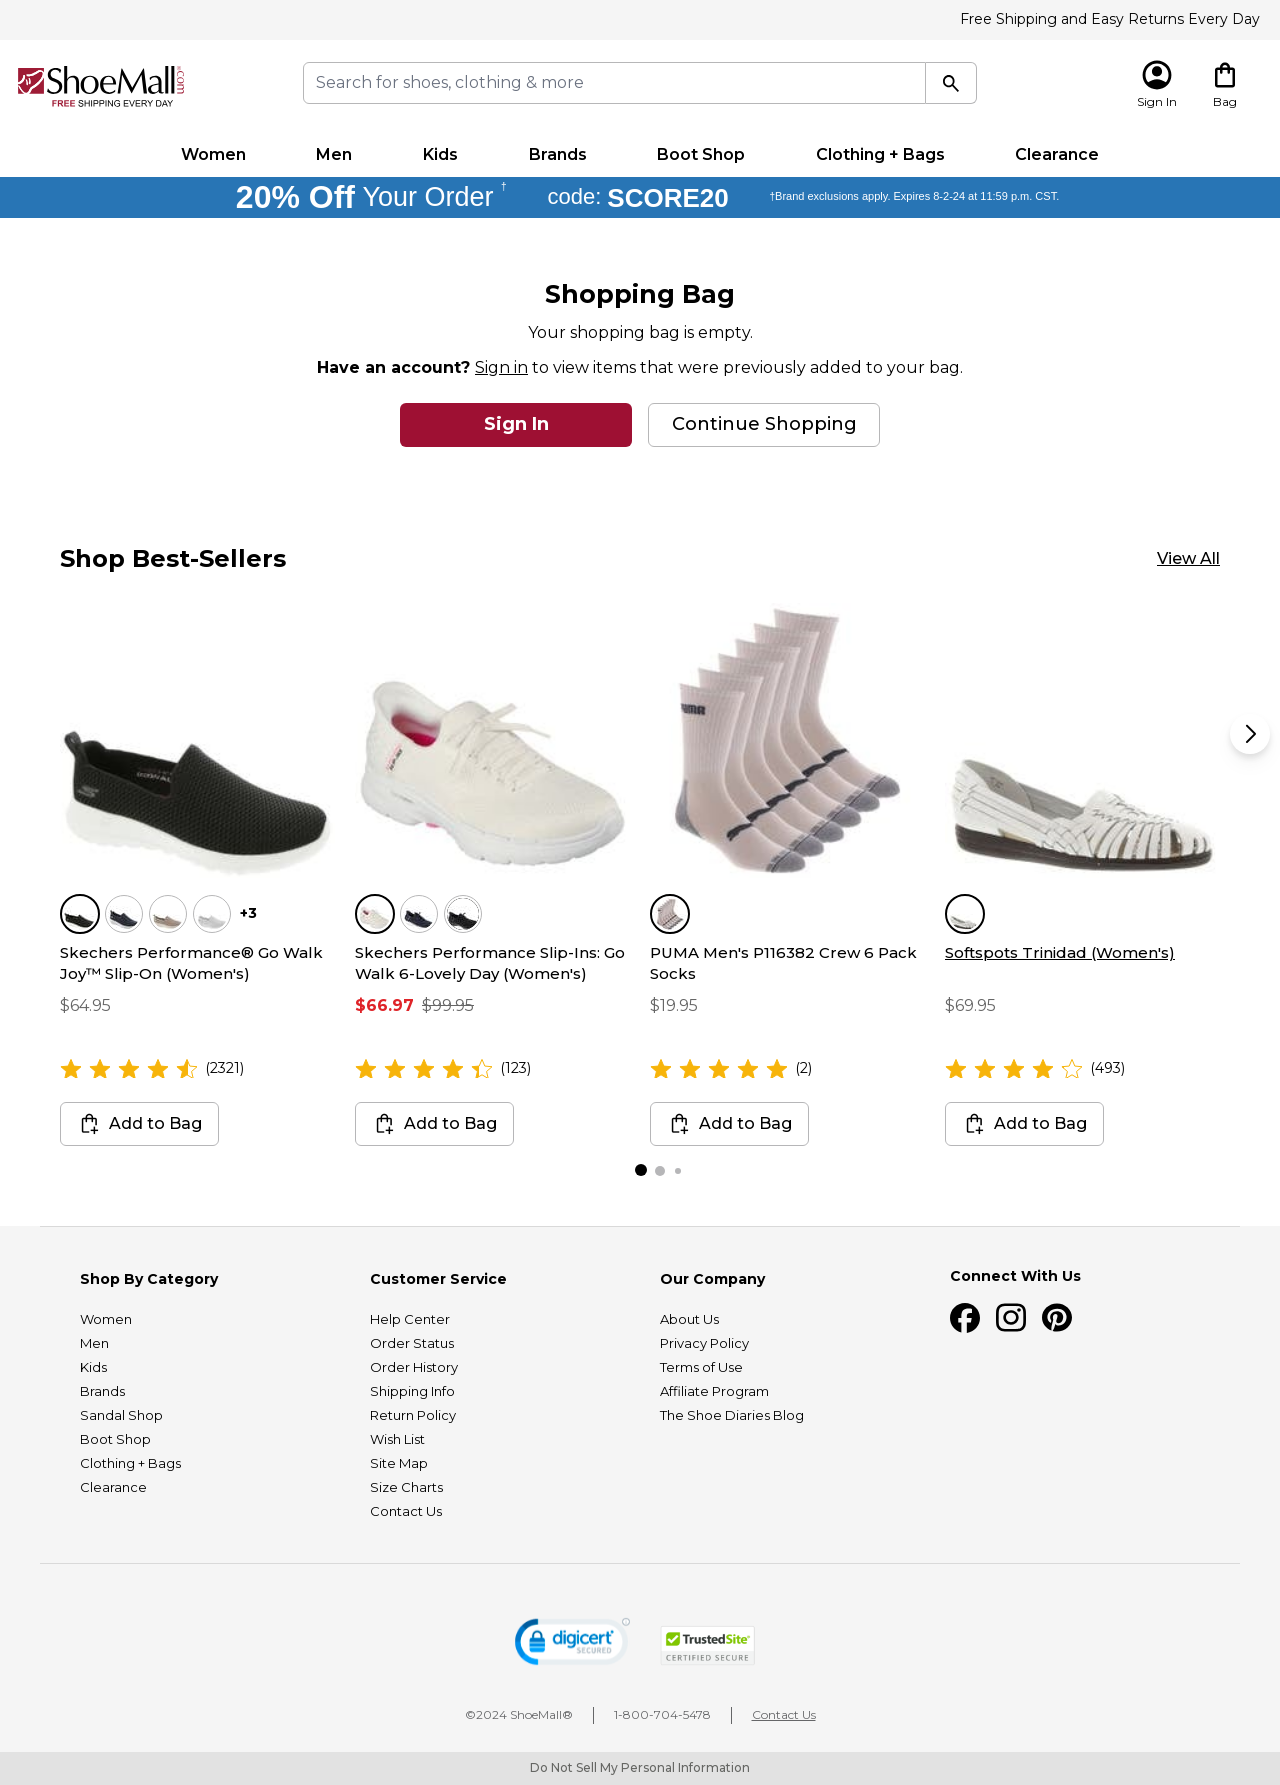 Free Shipping and Easy Returns Every Day
ShoeMall.com
FREE SHIPPING EVERY DAY
Search for shoes, clothing & more
Sign In
Bag
Women
Men
Kids
Brands
Boot Shop
Clothing + Bags
Clearance
20% Off Your Order †
code: SCORE20
†Brand exclusions apply. Expires 8-2-24 at 11:59 p.m. CST.
Shopping Bag
Your shopping bag is empty.
Have an account? Sign in to view items that were previously added to your bag.
Sign In
Continue Shopping
Shop Best-Sellers
View All
PUMA
+3
Skechers Performance® Go Walk
Joy™ Slip-On (Women's)
$64.95
(2321)
Add to Bag
Skechers Performance Slip-Ins: Go
Walk 6-Lovely Day (Women's)
$66.97 $99.95
(123)
Add to Bag
PUMA Men's P116382 Crew 6 Pack
Socks
$19.95
(2)
Add to Bag
Softspots Trinidad (Women's)
$69.95
(493)
Add to Bag
Shop By Category
Women
Men
Kids
Brands
Sandal Shop
Boot Shop
Clothing + Bags
Clearance
Customer Service
Help Center
Order Status
Order History
Shipping Info
Return Policy
Wish List
Site Map
Size Charts
Contact Us
Our Company
About Us
Privacy Policy
Terms of Use
Affiliate Program
The Shoe Diaries Blog
Connect With Us
digicert
SECURED
TrustedSite
CERTIFIED SECURE
©2024 ShoeMall®
1-800-704-5478
Contact Us
Do Not Sell My Personal Information